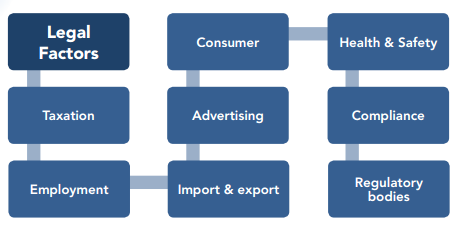 Legal
Factors
Taxation
Employment
Import & export
Advertising
Consumer
Health & Safety
Compliance
Regulatory
bodies